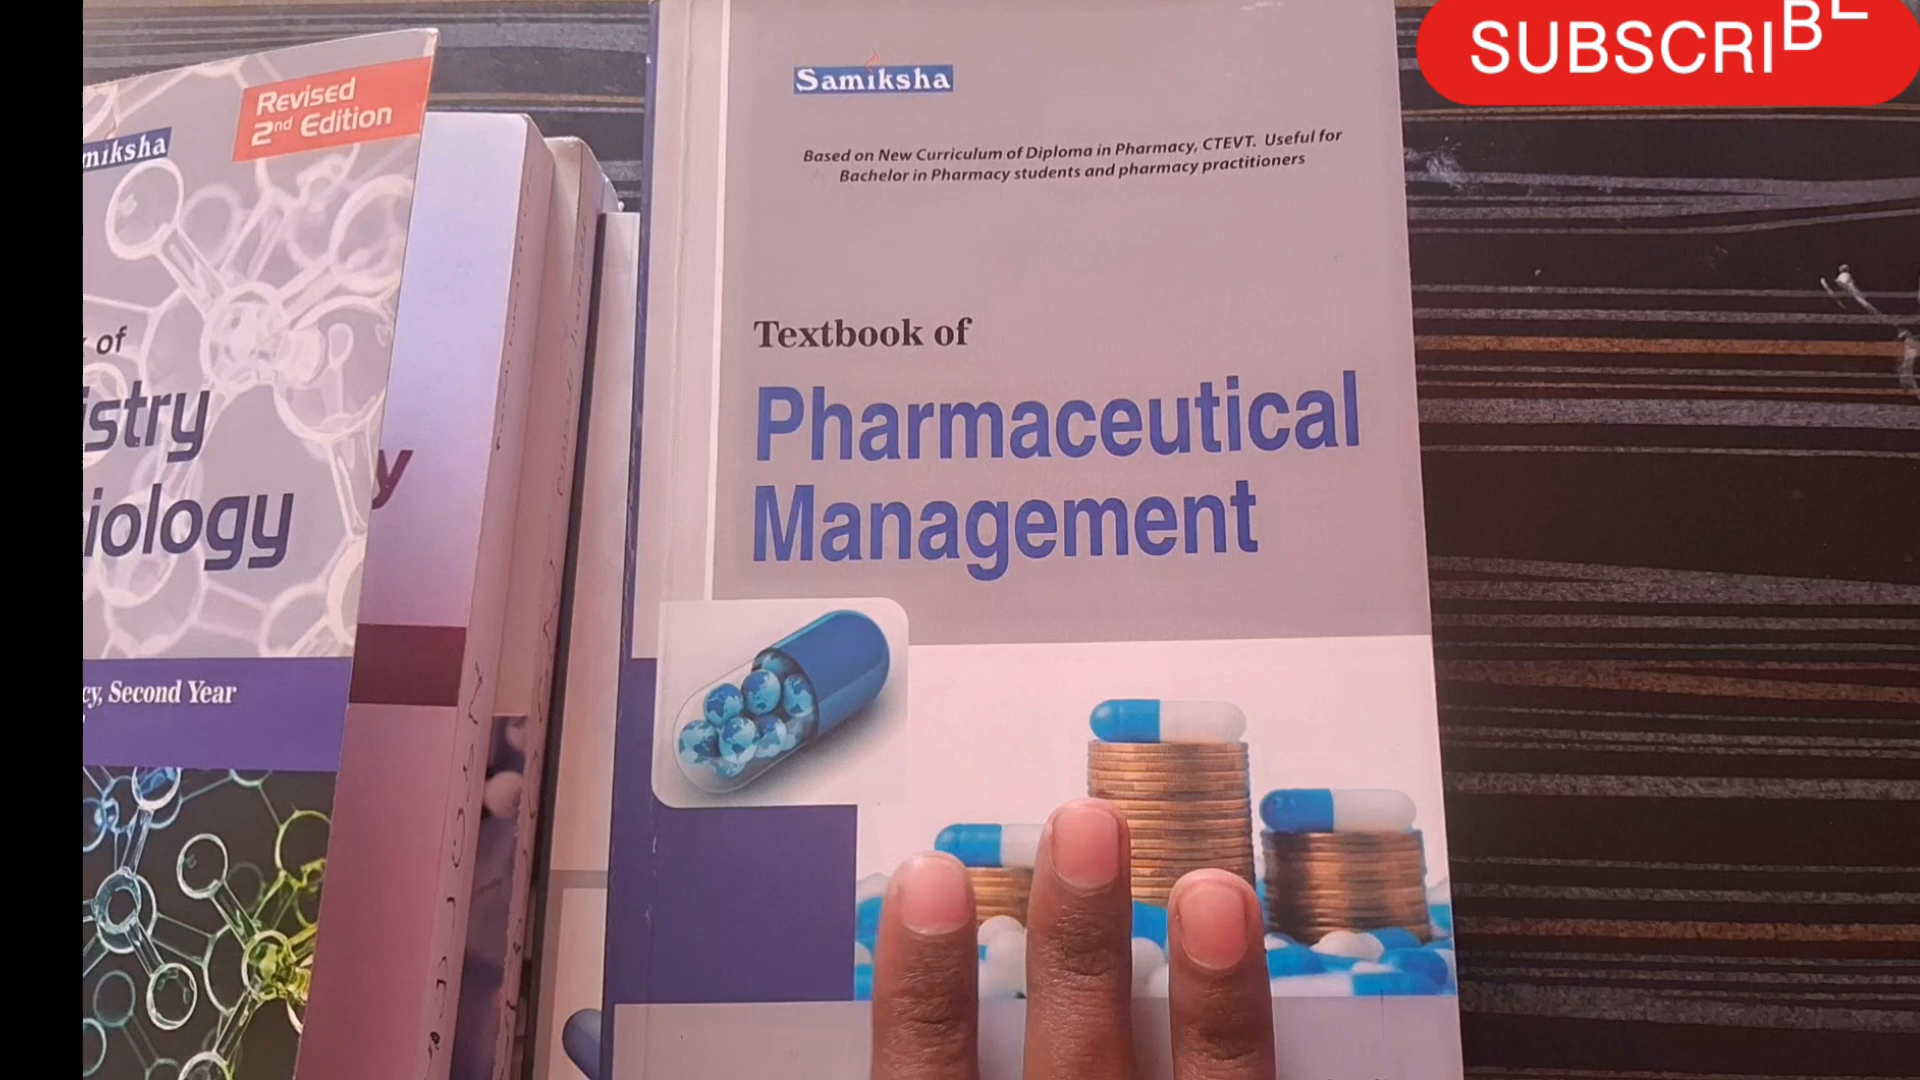 SUBSCRIBE
Samiksha
Based on New Curriculum of Diploma in Pharmacy, CTEVT. Useful for
Bachelor in Pharmacy students and pharmacy practitioners
Textbook of
Pharmaceutical
Management
Revised
2nd Edition
miksha
of
istry
iology
cy, Second Year
y